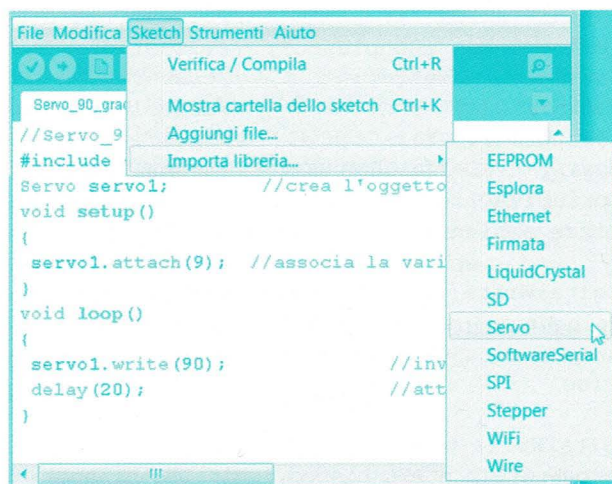 File Modifica Sketch Strumenti Aiuto
Verifica / Compila Ctrl+R
Mostra cartella dello sketch Ctrl+K
Aggiungi file...
Importa libreria...
EEPROM
Esplora
Ethernet
Firmata
LiquidCrystal
SD
Servo
SoftwareSerial
SPI
Stepper
WiFi
Wire
Servo_90_grad
//Servo_9
#include
Servo servo1; //crea l'oggetto
void setup()
{
servo1.attach(9); //associa la vari
}
void loop()
{
servo1.write(90); //inv
delay(20); //att
}